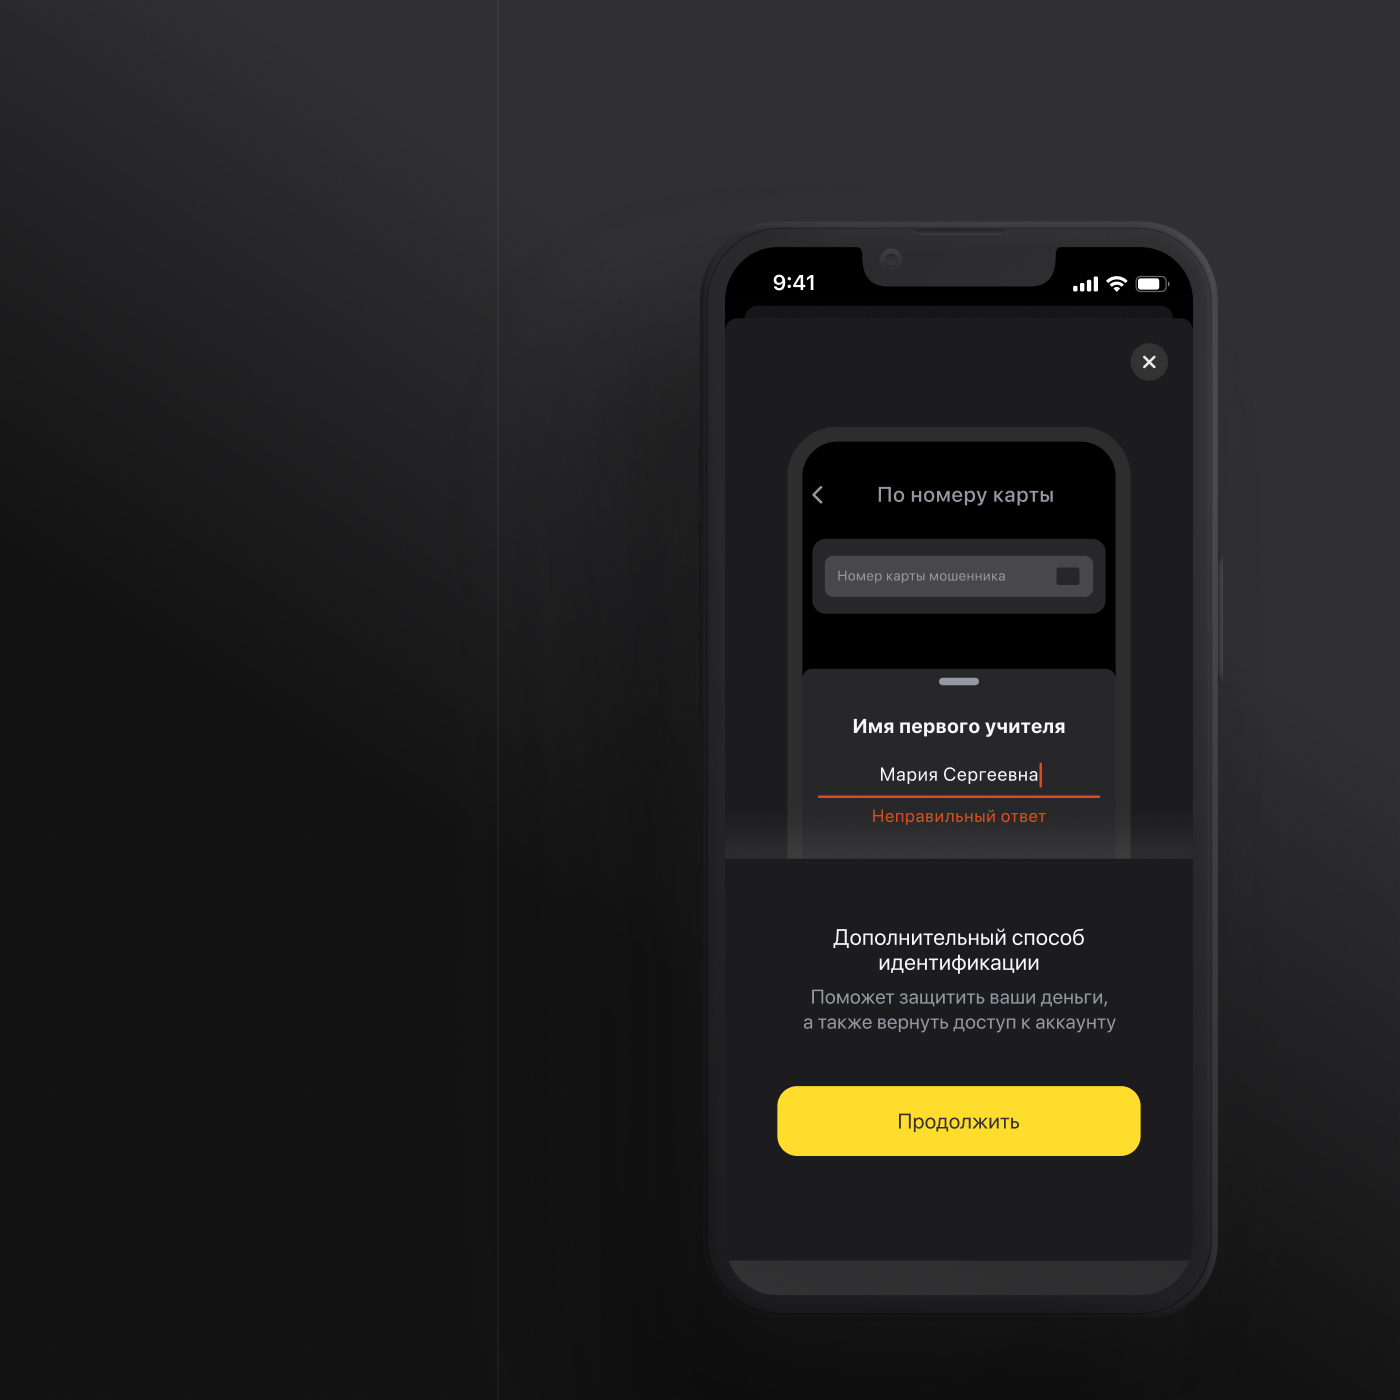 9:41
По номеру карты
Номер карты мошенника
Имя первого учителя
Мария Сергеевна
Неправильный ответ
Дополнительный способ
идентификации
Поможет защитить ваши деньги,
а также вернуть доступ к аккаунту
Продолжить